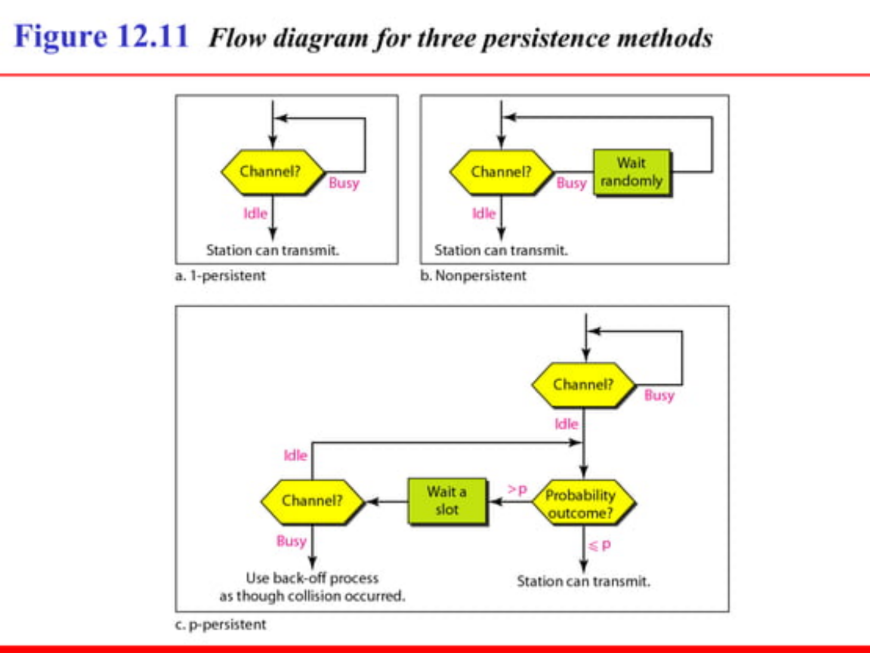 Figure 12.11 Flow diagram for three persistence methods
Channel?
Busy
Idle
Station can transmit.
a. 1-persistent
Channel?
Busy
Wait
randomly
Idle
Station can transmit.
b. Nonpersistent
Channel?
Busy
Idle
Probability
outcome?
>p
Wait a
slot
Channel?
Idle
Busy
Use back-off process
as though collision occurred.
⩽p
Station can transmit.
c. p-persistent